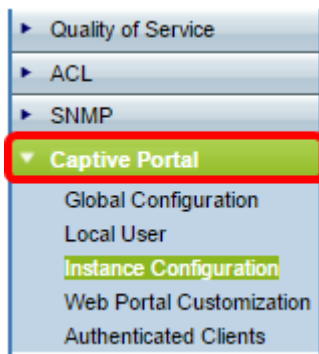 Quality of Service
ACL
SNMP
Captive Portal
Global Configuration
Local User
Instance Configuration
Web Portal Customization
Authenticated Clients